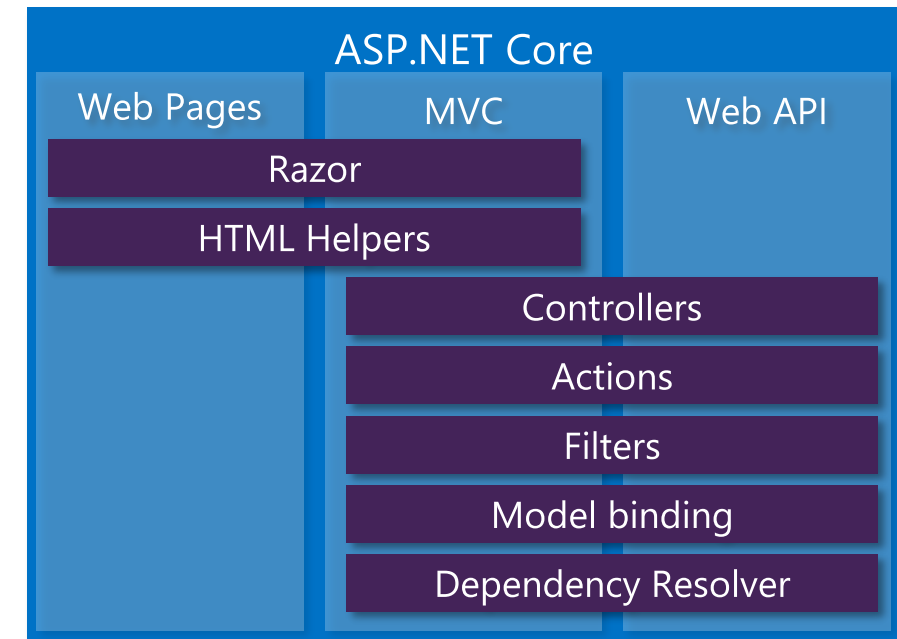 ASP.NET Core
Web Pages
MVC
Web API
Razor
HTML Helpers
Controllers
Actions
Filters
Model binding
Dependency Resolver